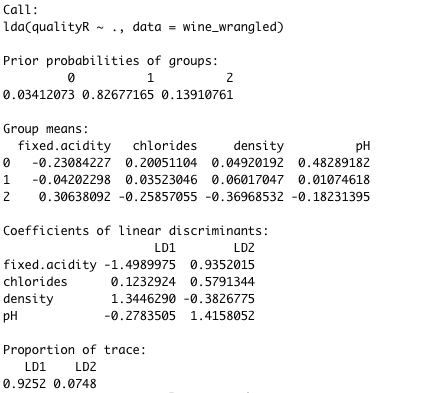 Call:
lda(qualityR ~ ., data = wine_wrangled)
Prior probabilities of groups:
0 1 2
0.03412073 0.82677165 0.13910761
Group means:
fixed.acidity chlorides density pH
0 -0.23084227 0.20051104 0.04920192 0.48289182
1 -0.04202298 0.03523046 0.06017047 0.01074618
2 0.30638092 -0.25857055 -0.36968532 -0.18231395
Coefficients of linear discriminants:
LD1 LD2
fixed.acidity -1.4989975 0.9352015
chlorides 0.1232924 0.5791344
density 1.3446290 -0.3826775
pH -0.2783505 1.4158052
Proportion of trace:
LD1 LD2
0.9252 0.0748